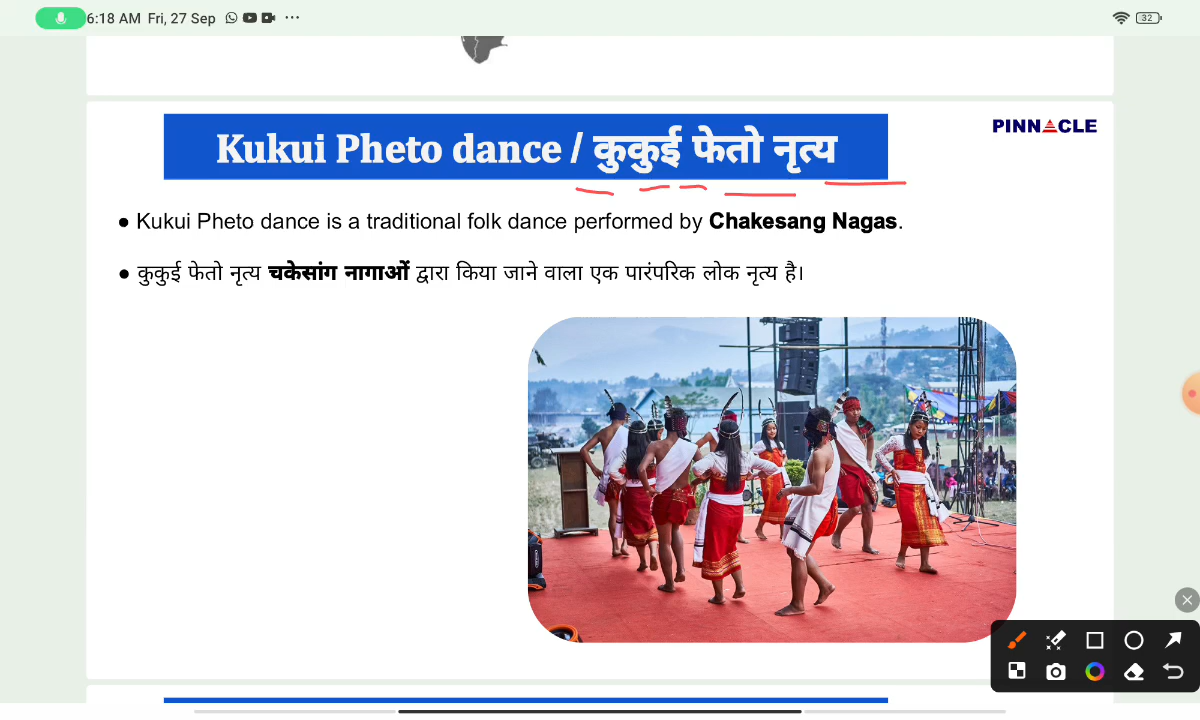 6:18 AM Fri, 27 Sep ... 32
PINNACLE
Kukui Pheto dance / कुकुई फेतो नृत्य
● Kukui Pheto dance is a traditional folk dance performed by Chakesang Nagas.
● कुकुई फेतो नृत्य चकेसांग नागाओं द्वारा किया जाने वाला एक पारंपरिक लोक नृत्य है।